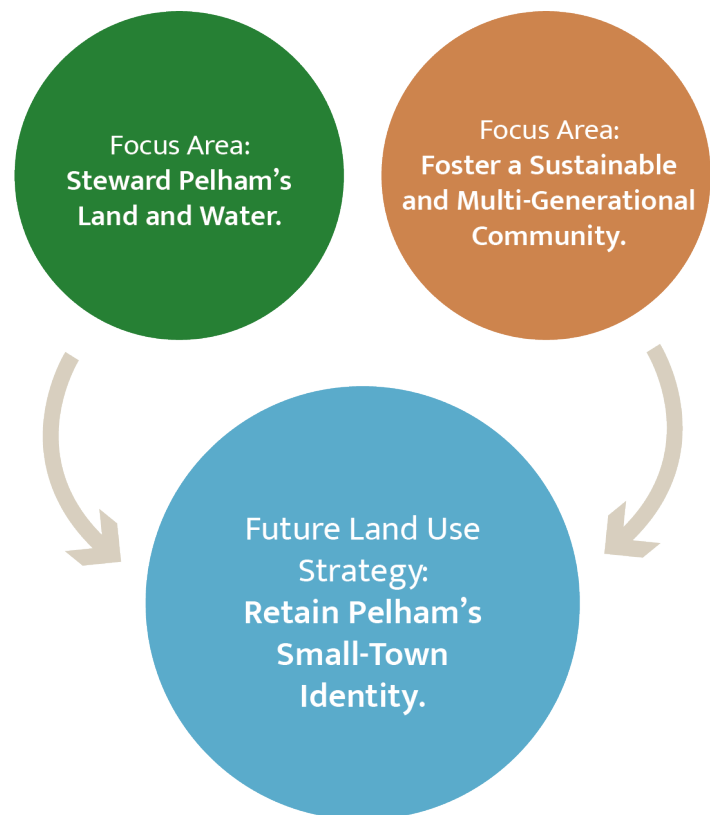 Focus Area:
Steward Pelham’s
Land and Water.
Focus Area:
Foster a Sustainable
and Multi-Generational
Community.
Future Land Use
Strategy:
Retain Pelham’s
Small-Town
Identity.